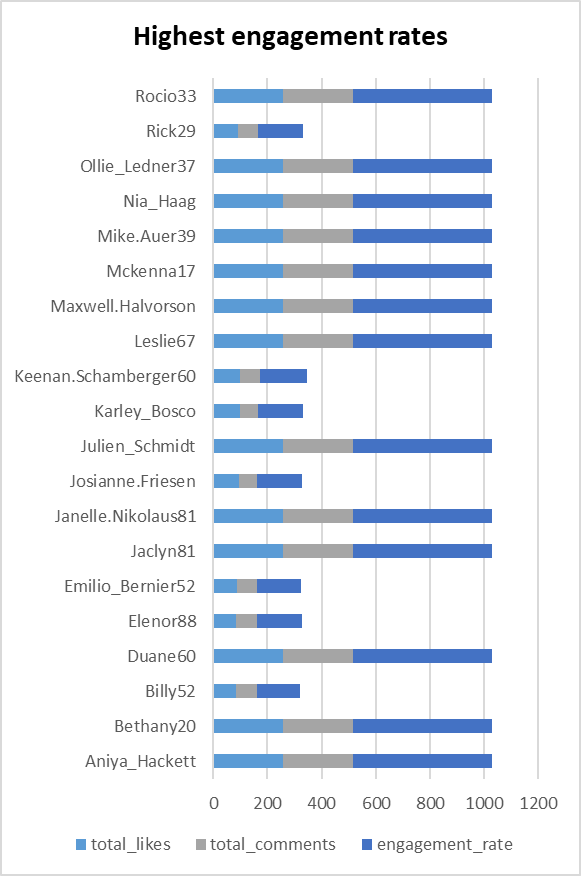 Highest engagement rates
Rocio33
Rick29
Ollie_Ledner37
Nia_Haag
Mike.Auer39
Mckenna17
Maxwell.Halvorson
Leslie67
Keenan.Schamberger60
Karley_Bosco
Julien_Schmidt
Josianne.Friesen
Janelle.Nikolaus81
Jaclyn81
Emilio_Bernier52
Elenor88
Duane60
Billy52
Bethany20
Aniya_Hackett
0 200 400 600 800 1000 1200
total_likes total_comments engagement_rate